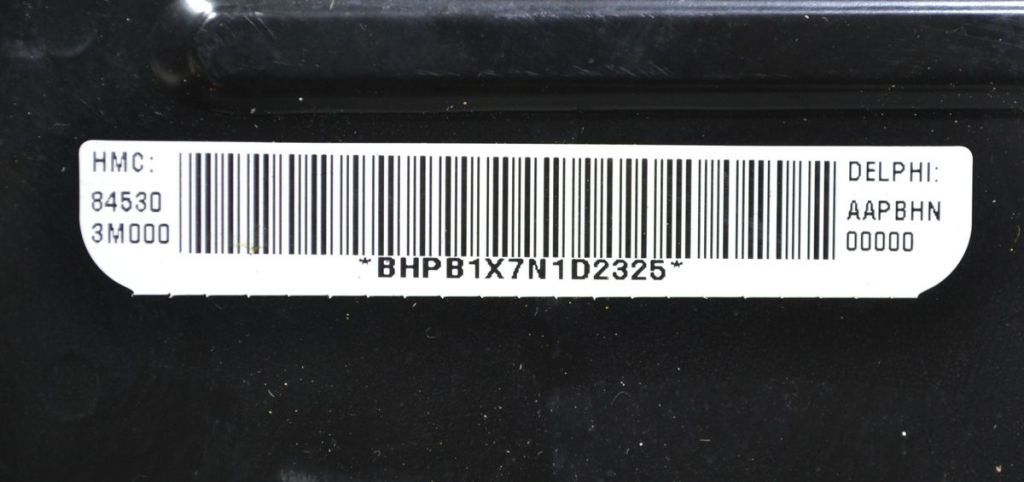 HMC:
84530
3M000
*BHPB1X7N1D2325*
DELPHI:
AAPBHN
00000